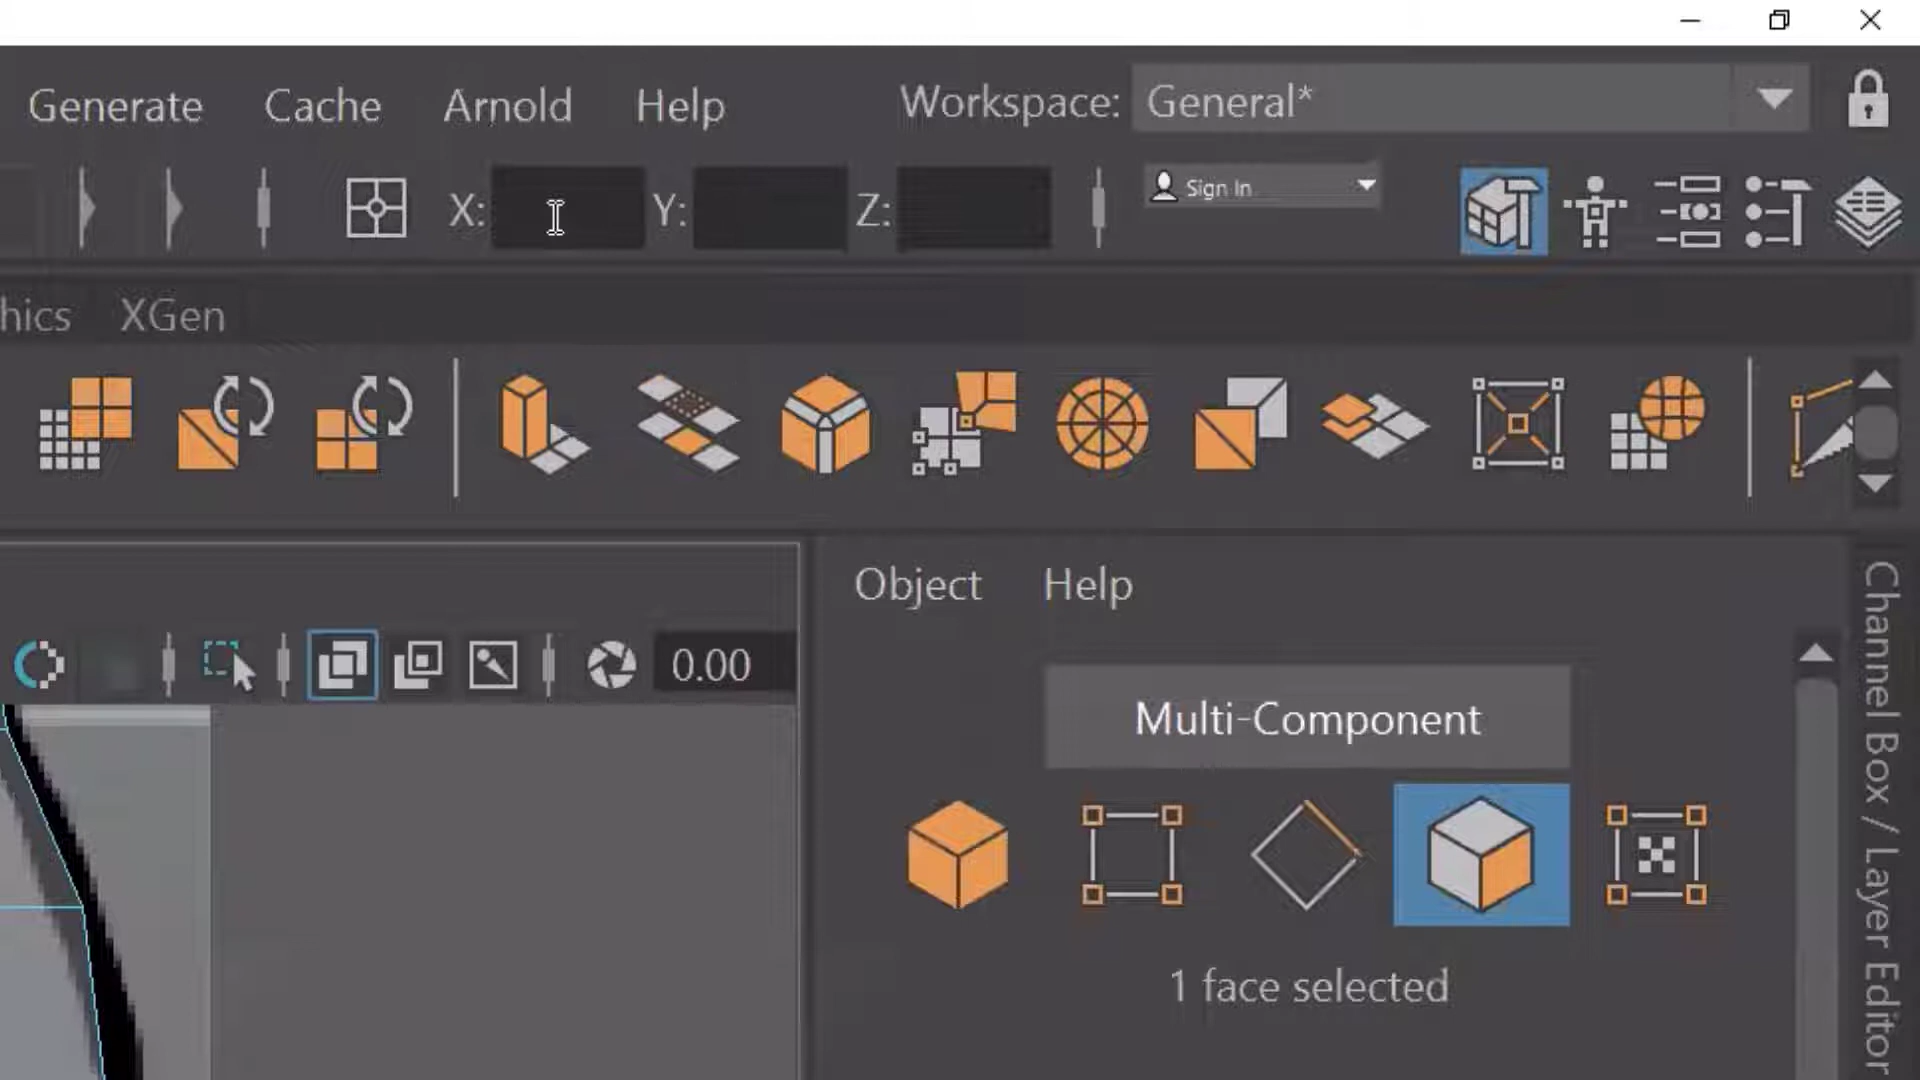 Generate Cache Arnold Help Workspace: General*
X: Y: Z: Sign In
hics XGen
Object Help
0.00
Multi-Component
1 face selected
Channel Box / Layer Editor